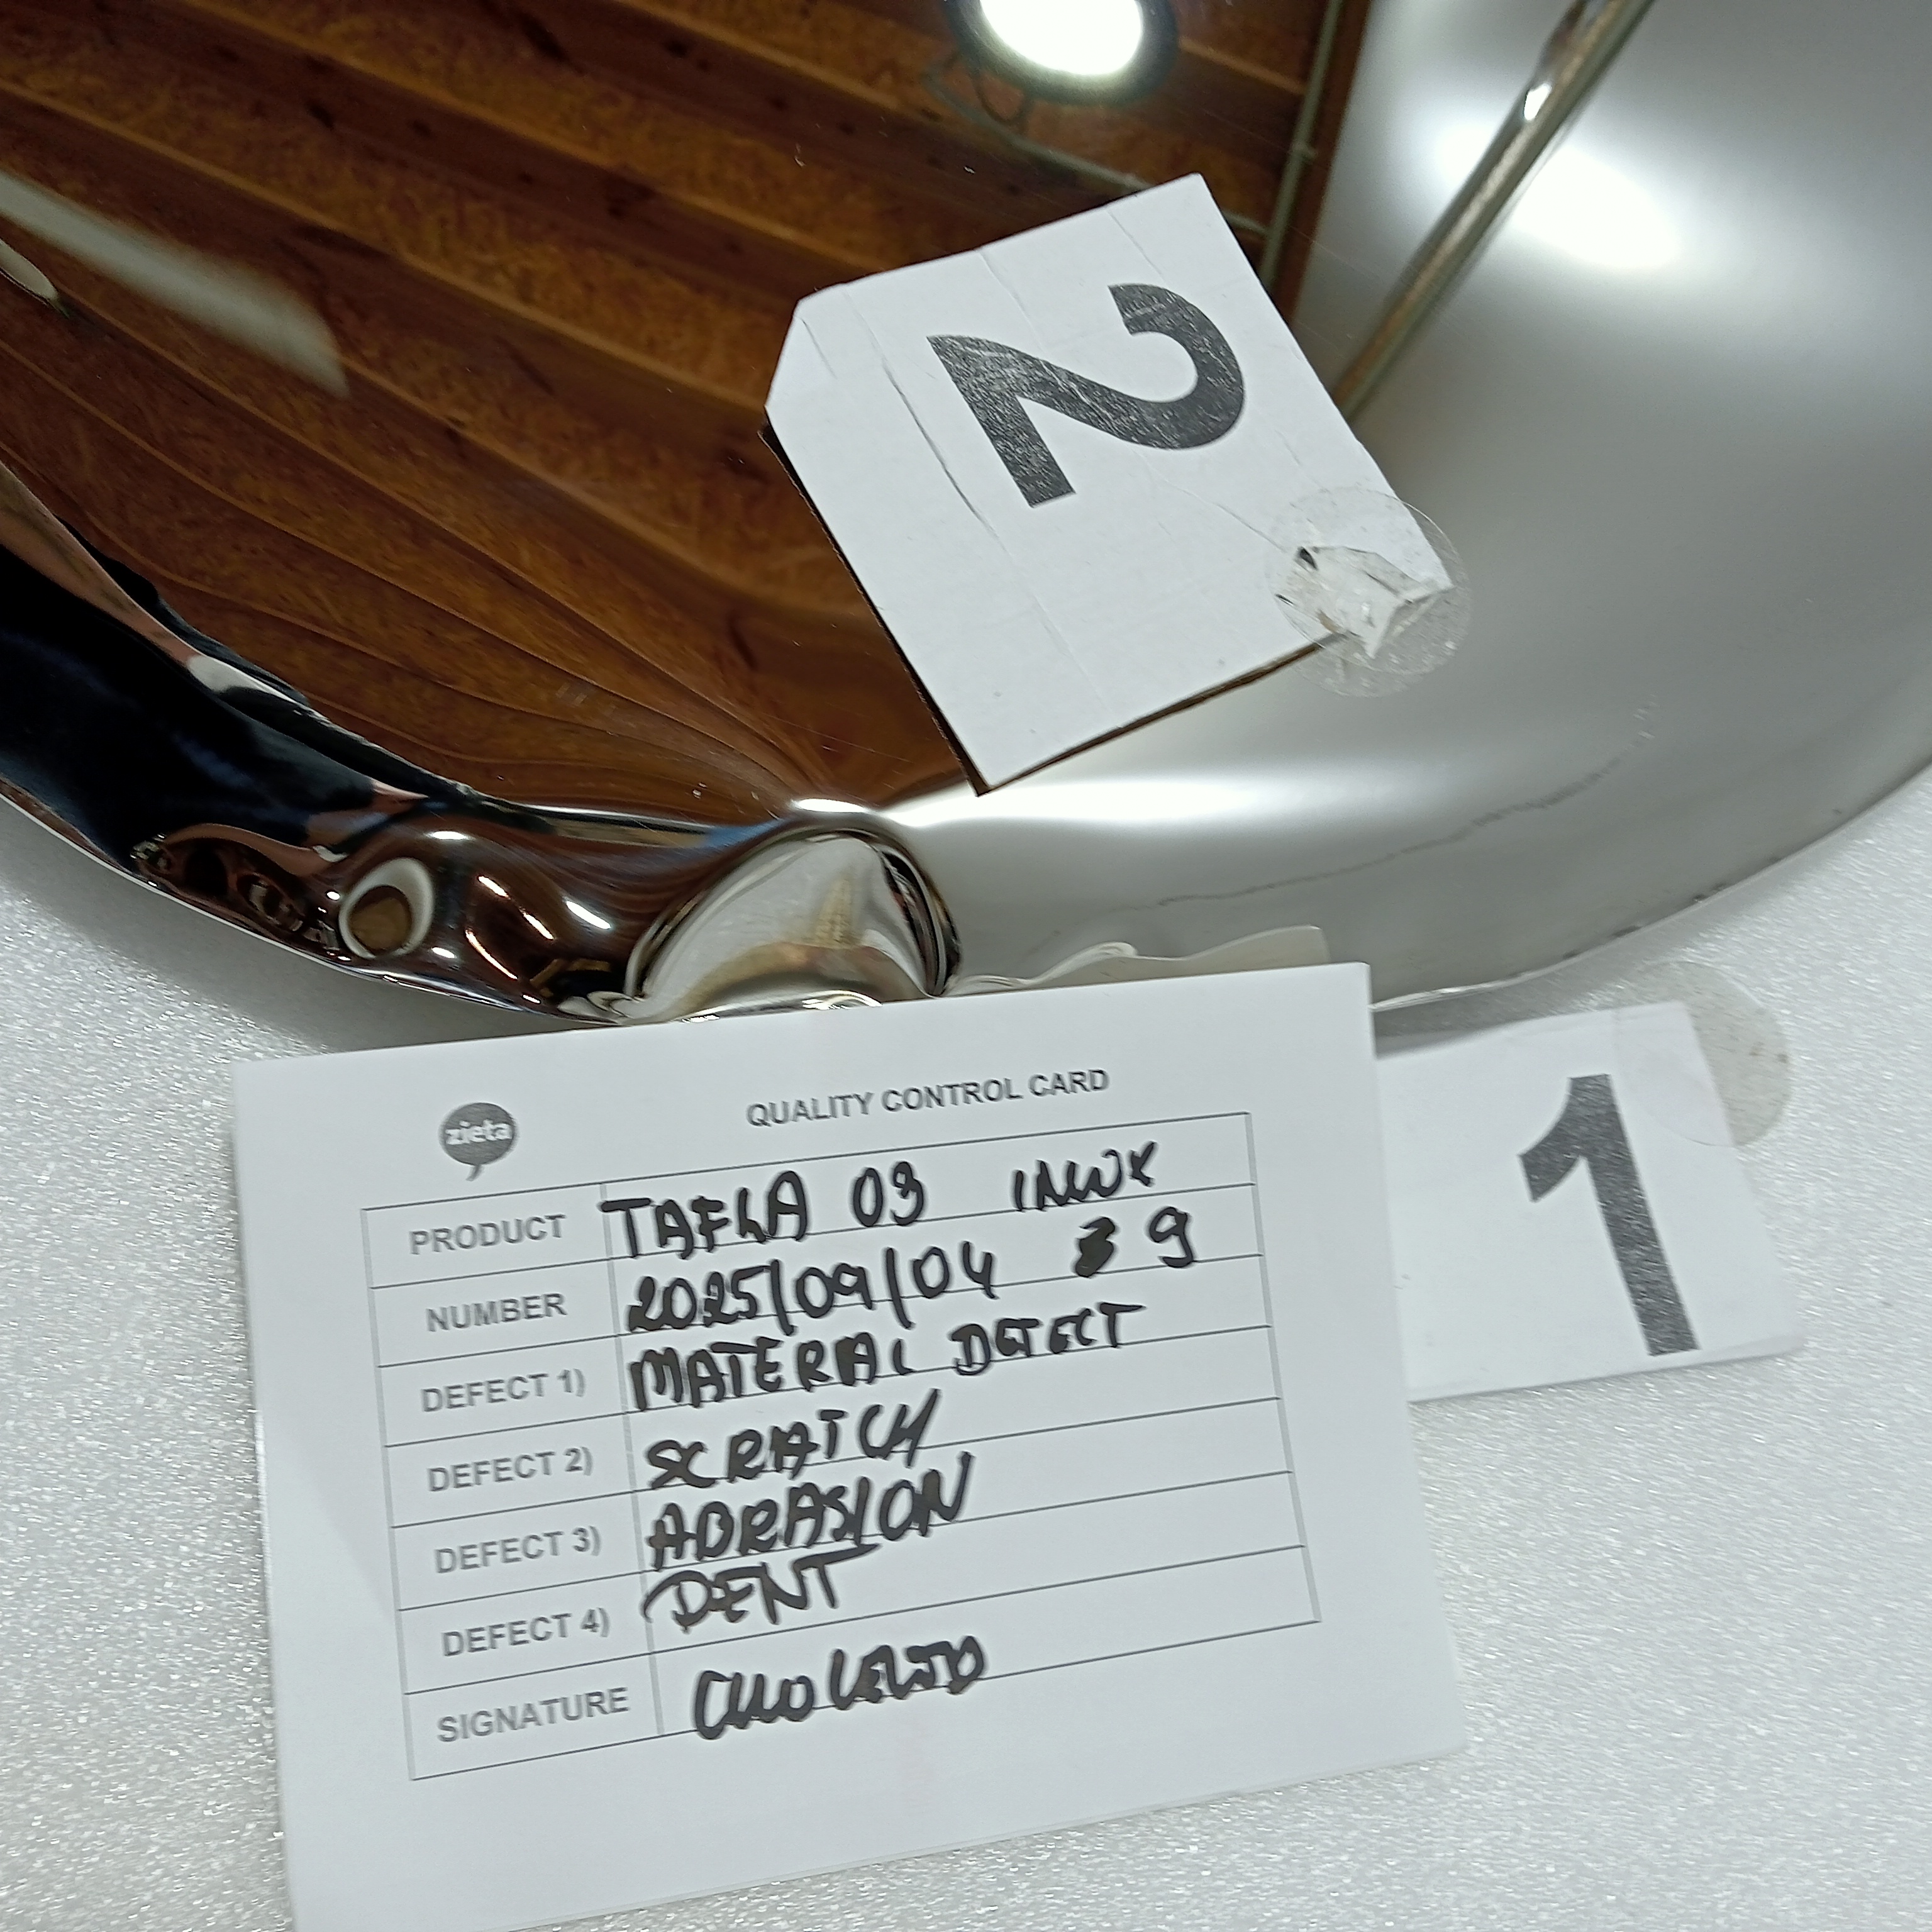 2
1
zieta
QUALITY CONTROL CARD
PRODUCT TAFLA 03 INOX
NUMBER 2025/09/04 9
DEFECT 1) MATERIAL DEFECT
DEFECT 2) SCRATCH
DEFECT 3) ABRASION
DEFECT 4) DENT
SIGNATURE